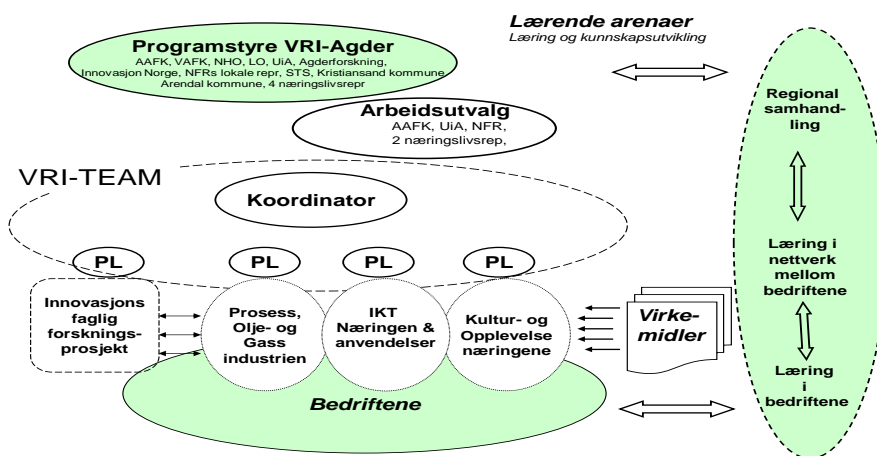 Lærende arenaer
Læring og kunnskapsutvikling
Programstyre VRI-Agder
AAFK, VAFK, NHO, LO, UiA, Agderforskning,
Innovasjon Norge, NFRs lokale repr, STS, Kristiansand kommune
Arendal kommune, 4 næringslivsrepr
Arbeidsutvalg
AAFK, UiA, NFR,
2 næringslivsrep,
VRI-TEAM
Koordinator
PL
PL
PL
PL
Innovasjons
faglig
forsknings-
prosjekt
Prosess,
Olje- og
Gass
industrien
IKT
Næringen &
anvendelser
Kultur- og
Opplevelse
næringene
Virke-
midler
Bedriftene
Regional
samhand-
ling
Læring i
nettverk
mellom
bedriftene
Læring
i
bedriftene